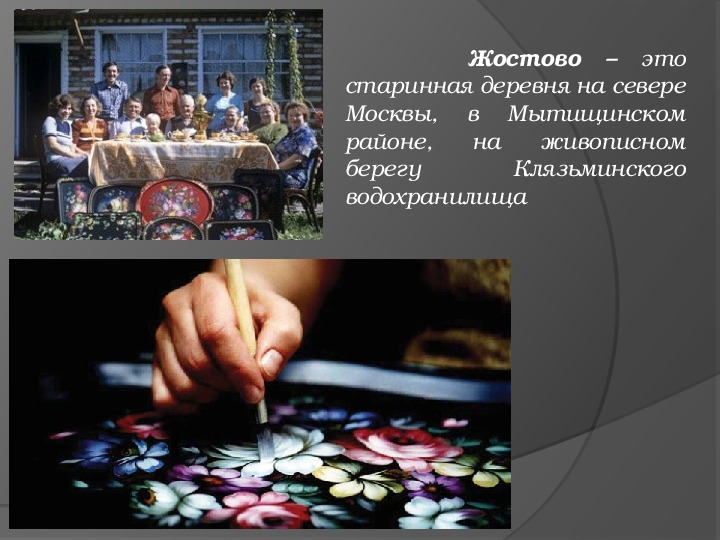 Жостово – это
старинная деревня на севере
Москвы, в Мытищинском
районе, на живописном
берегу Клязьминского
водохранилища